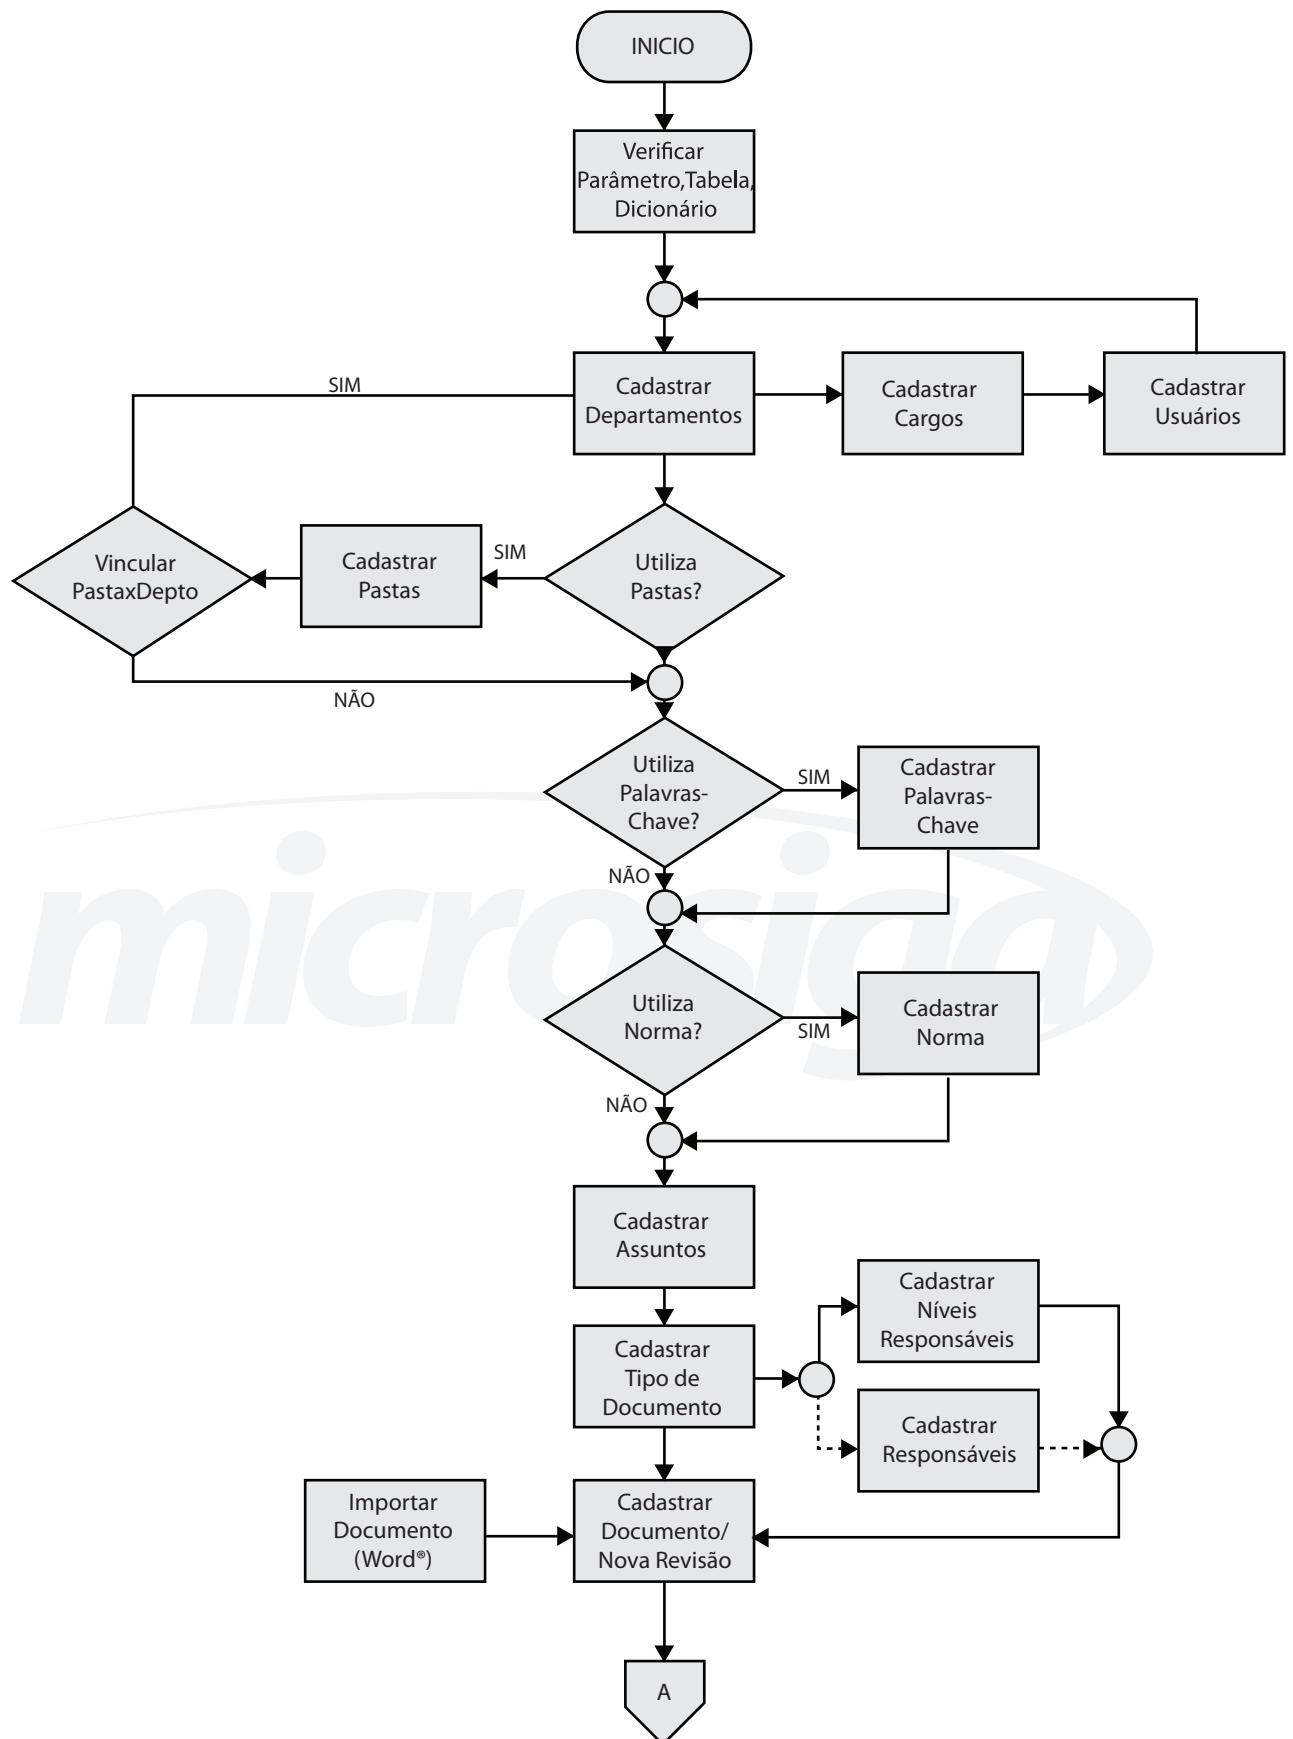 INICIO
Verificar
Parâmetro,Tabela,
Dicionário
SIM
Cadastrar
Departamentos
Cadastrar
Cargos
Cadastrar
Usuários
Vincular
PastaxDepto
Cadastrar
Pastas
SIM
Utiliza
Pastas?
NÃO
Utiliza
Palavras-
Chave?
SIM
Cadastrar
Palavras-
Chave
NÃO
microsiga
Utiliza
Norma?
SIM
Cadastrar
Norma
NÃO
Cadastrar
Assuntos
Cadastrar
Tipo de
Documento
Cadastrar
Níveis
Responsáveis
Cadastrar
Responsáveis
Importar
Documento
(Word®)
Cadastrar
Documento/
Nova Revisão
A